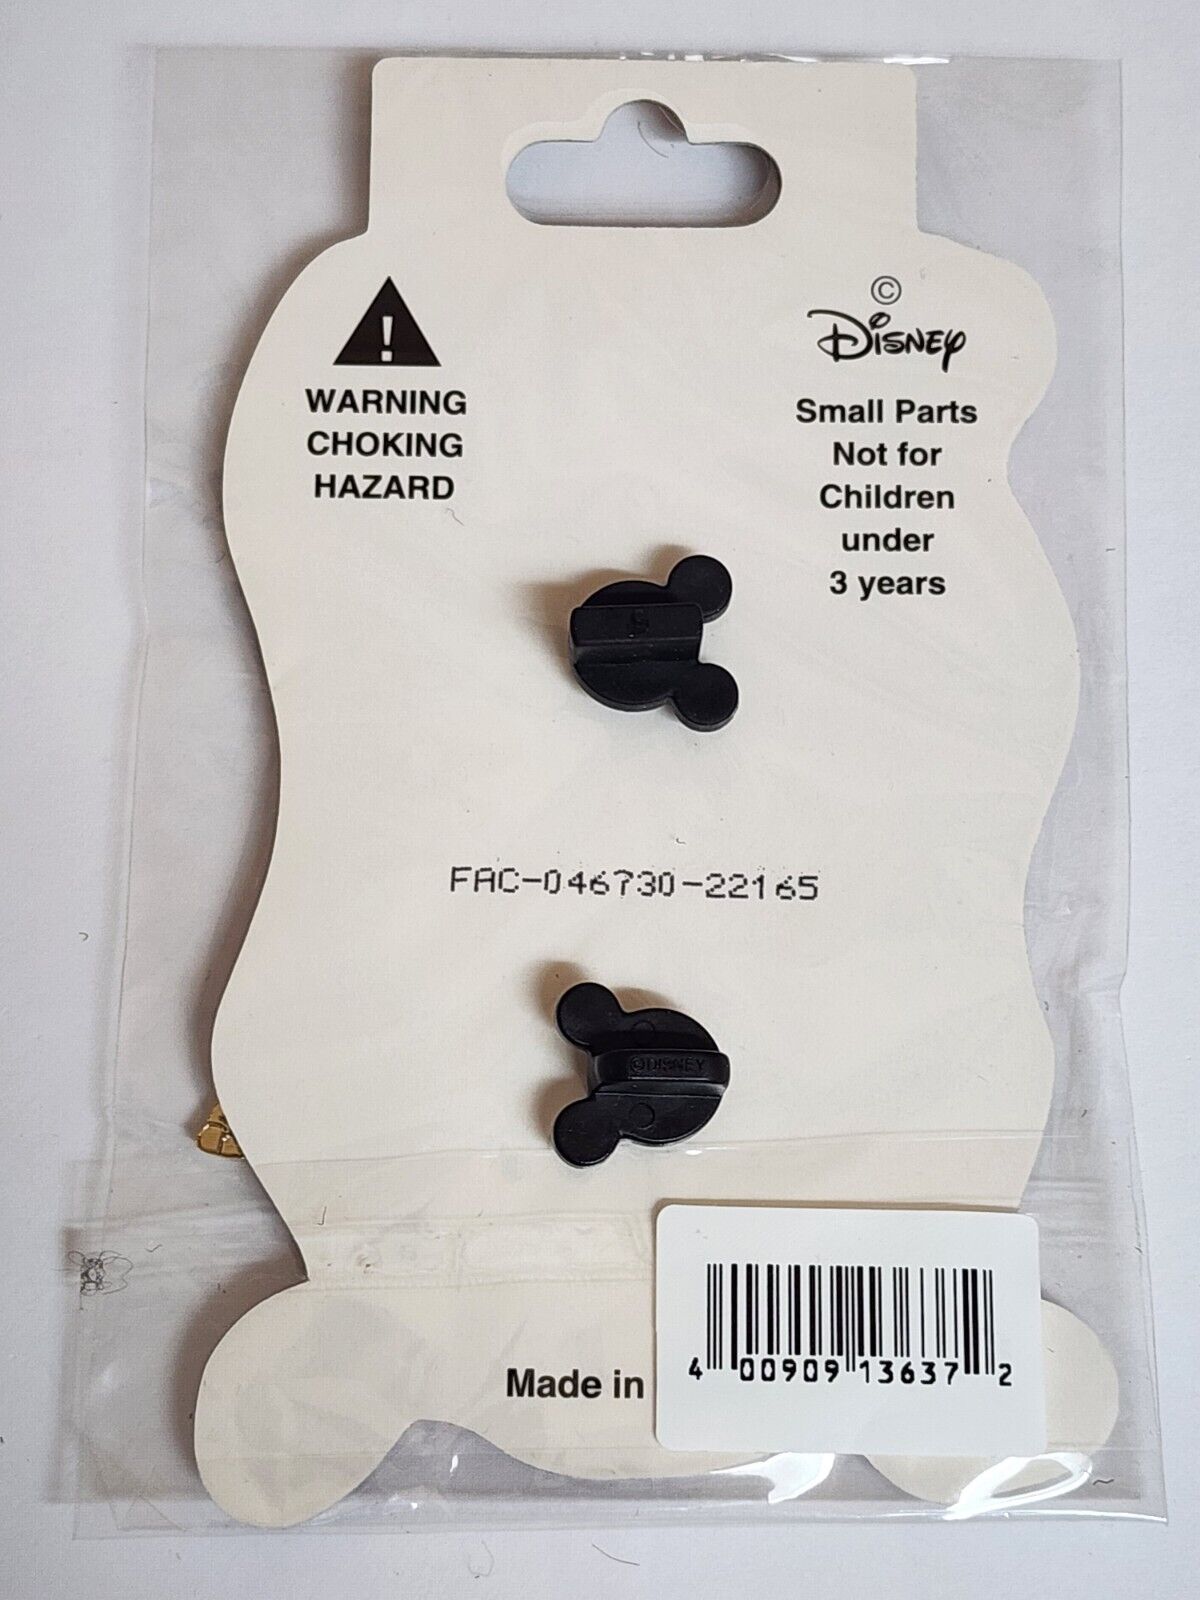 WARNING
CHOKING
HAZARD
©
Disney
Small Parts
Not for
Children
under
3 years
FAC-046730-22165
©DISNEY
Made in
4 00909 13637 2